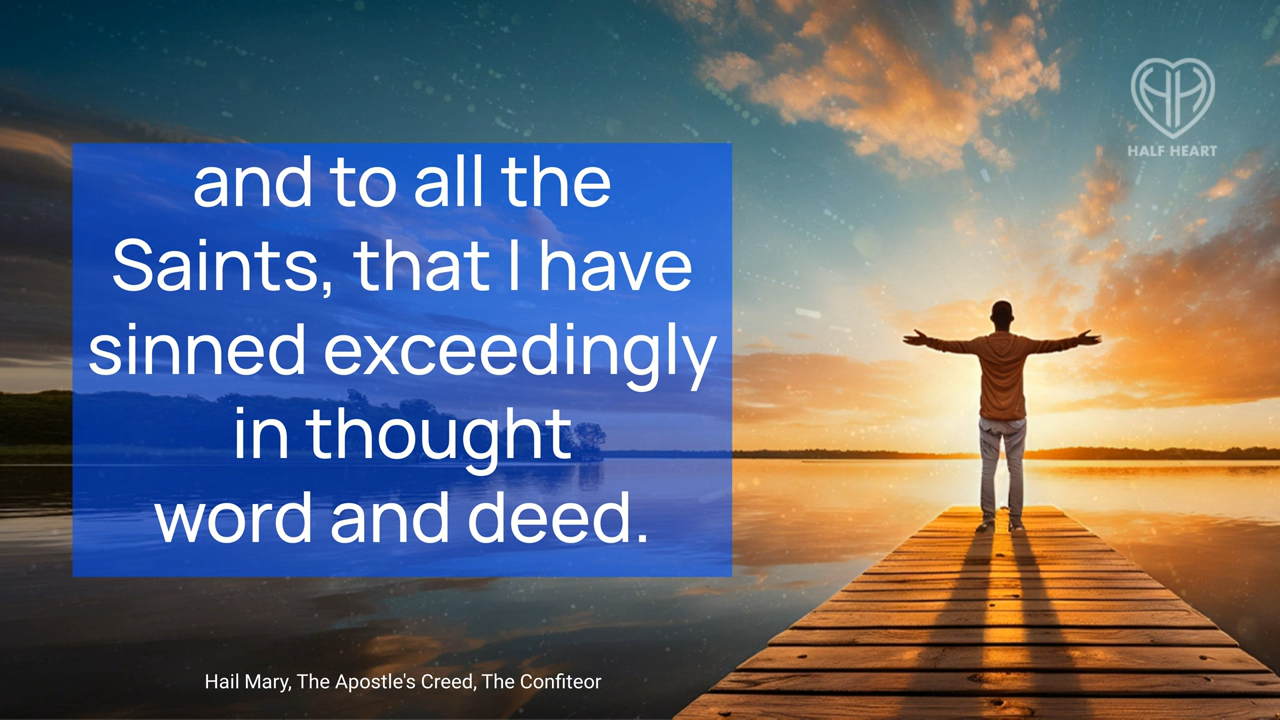 HALF HEART
and to all the
Saints, that I have
sinned exceedingly
in thought
word and deed.
Hail Mary, The Apostle's Creed, The Confiteor